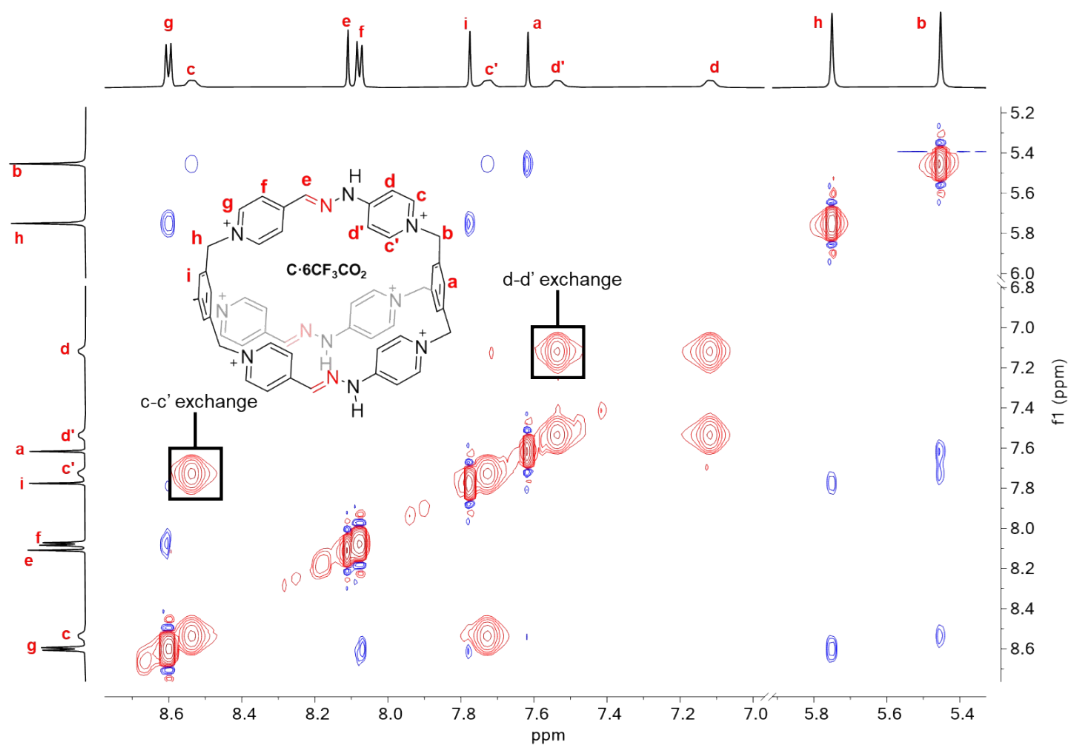 g c e f i c' a d' d h b
5.2
b
5.4
5.6
h
5.8
6.0
6.8
d
7.0
7.2
d'
7.4
a
7.6
c'
i
7.8
f
8.0
e
8.2
8.4
c
g
8.6
f1 (ppm)
8.6 8.4 8.2 8.0 7.8 7.6 7.4 7.2 7.0 5.8 5.6 5.4
ppm
H
g f e N N d c
N+ d' c' N+
h b
i C·6CF₃CO₂ a
+N N N+
N
H
+N N N+
N
H
c-c' exchange
d-d' exchange